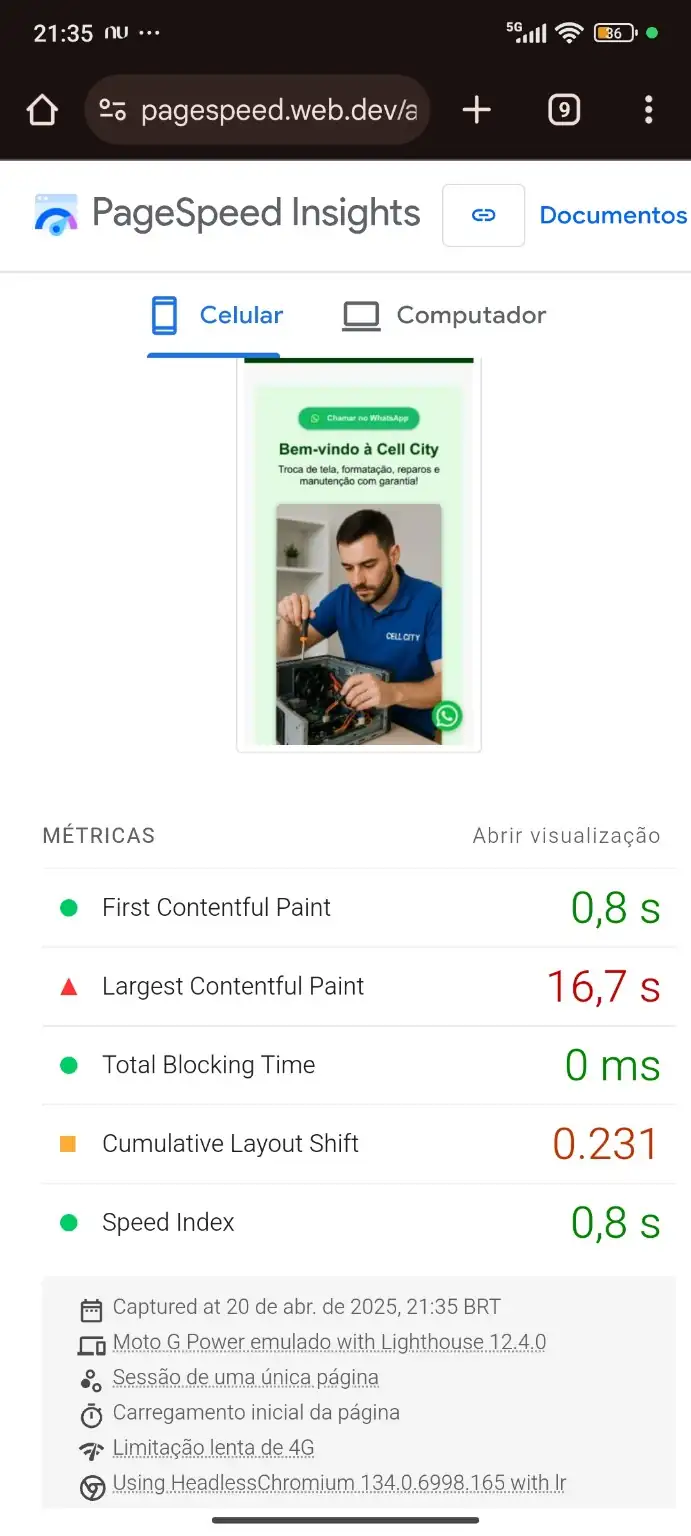 21:35 nu ...
5G 36
pagespeed.web.dev/a 9
PageSpeed Insights Documentos
Celular Computador
Chamar no WhatsApp
Bem-vindo à Cell City
Troca de tela, formatação, reparos e
manutenção com garantia!
CELL CITY
MÉTRICAS Abrir visualização
First Contentful Paint 0,8 s
Largest Contentful Paint 16,7 s
Total Blocking Time 0 ms
Cumulative Layout Shift 0.231
Speed Index 0,8 s
Captured at 20 de abr. de 2025, 21:35 BRT
Moto G Power emulado with Lighthouse 12.4.0
Sessão de uma única página
Carregamento inicial da página
Limitação lenta de 4G
Using HeadlessChromium 134.0.6998.165 with lr